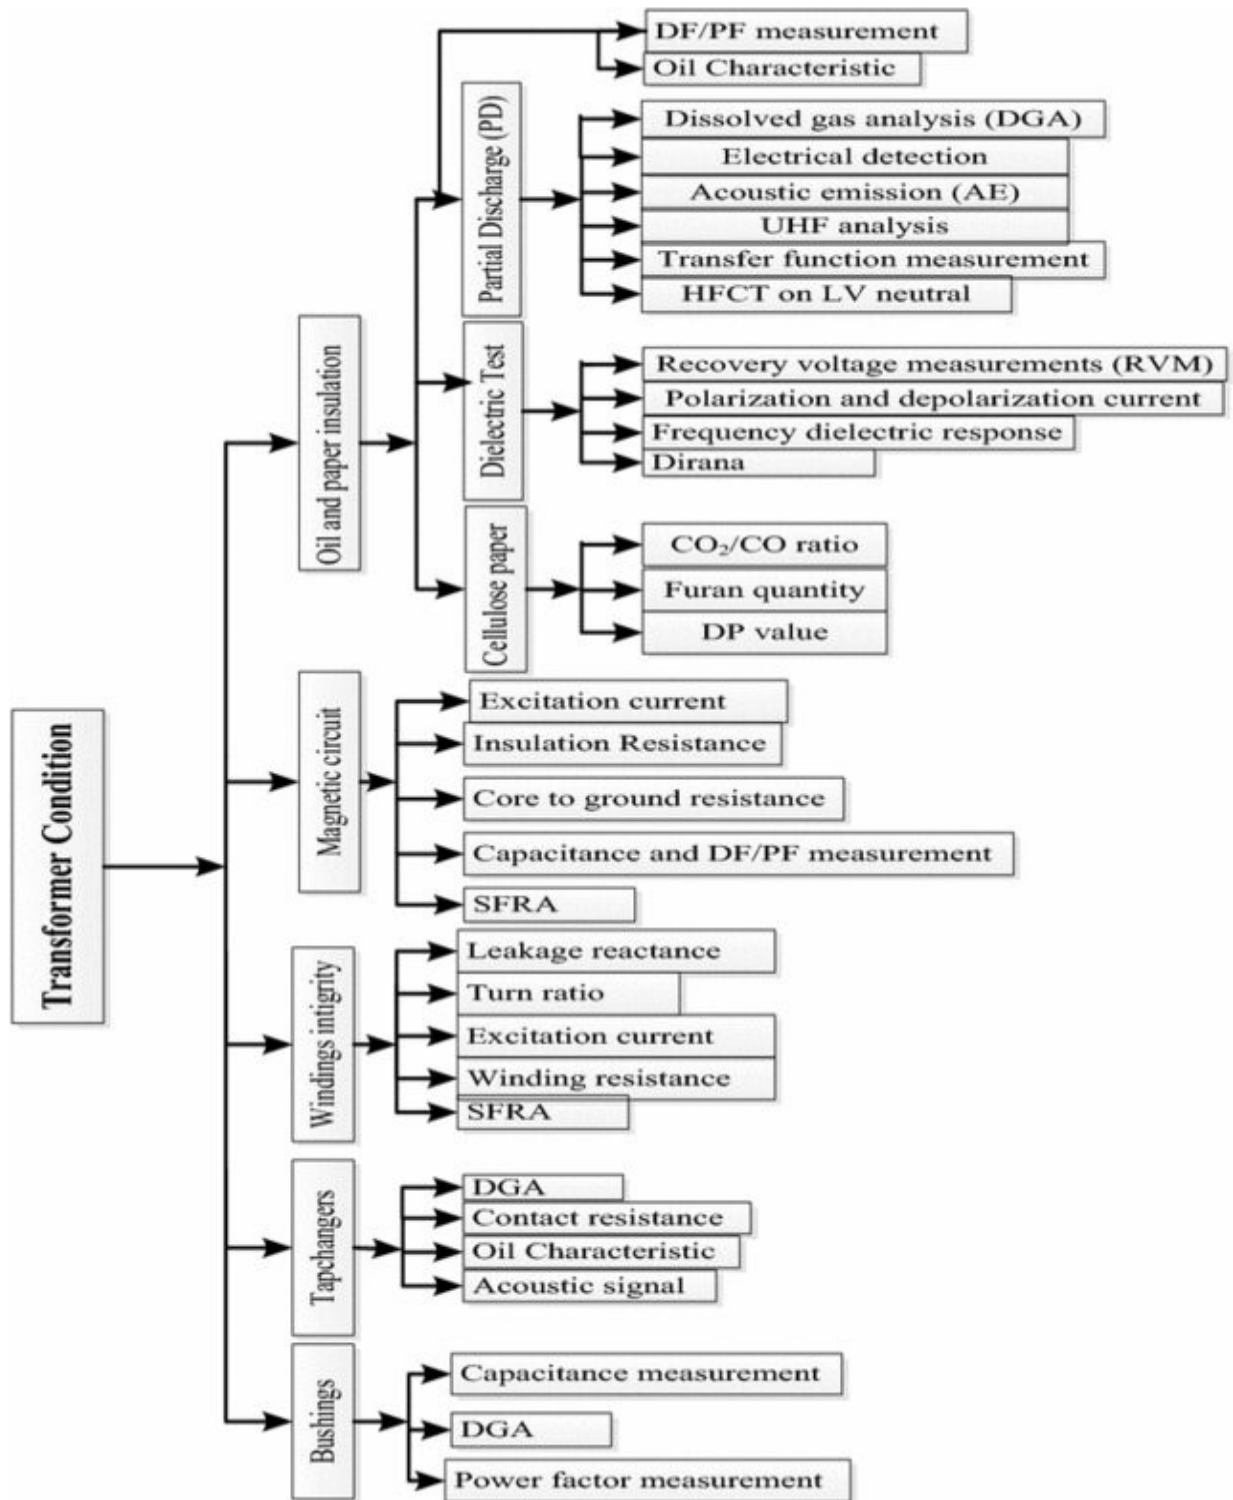 Transformer Condition
Oil and paper insulation
DF/PF measurement
Oil Characteristic
Partial Discharge (PD)
Dissolved gas analysis (DGA)
Electrical detection
Acoustic emission (AE)
UHF analysis
Transfer function measurement
HFCT on LV neutral
Dielectric Test
Recovery voltage measurements (RVM)
Polarization and depolarization current
Frequency dielectric response
Dirana
Cellulose paper
CO₂/CO ratio
Furan quantity
DP value
Magnetic circuit
Excitation current
Insulation Resistance
Core to ground resistance
Capacitance and DF/PF measurement
SFRA
Windings intigrity
Leakage reactance
Turn ratio
Excitation current
Winding resistance
SFRA
Tapchangers
DGA
Contact resistance
Oil Characteristic
Acoustic signal
Bushings
Capacitance measurement
DGA
Power factor measurement